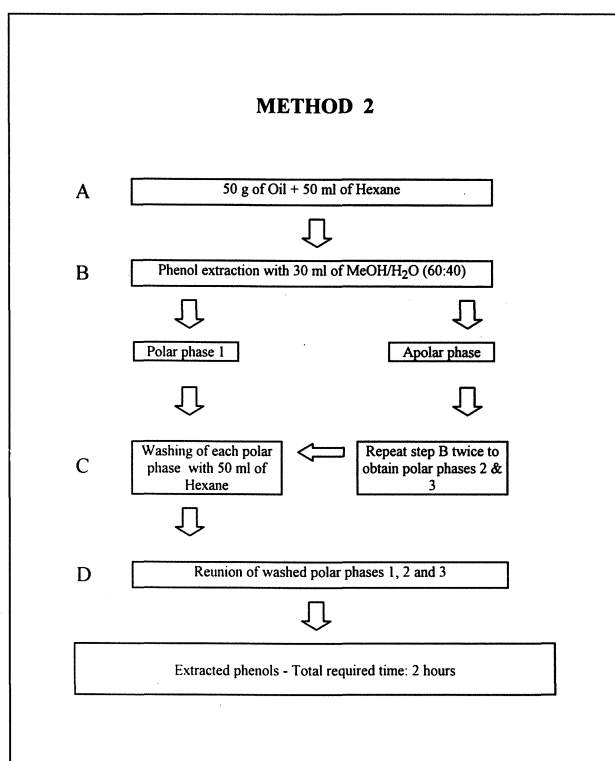 METHOD 2
A
50 g of Oil + 50 ml of Hexane
B
Phenol extraction with 30 ml of MeOH/H₂O (60:40)
Polar phase 1
Apolar phase
C
Washing of each polar
phase with 50 ml of
Hexane
Repeat step B twice to
obtain polar phases 2 &
3
D
Reunion of washed polar phases 1, 2 and 3
Extracted phenols - Total required time: 2 hours